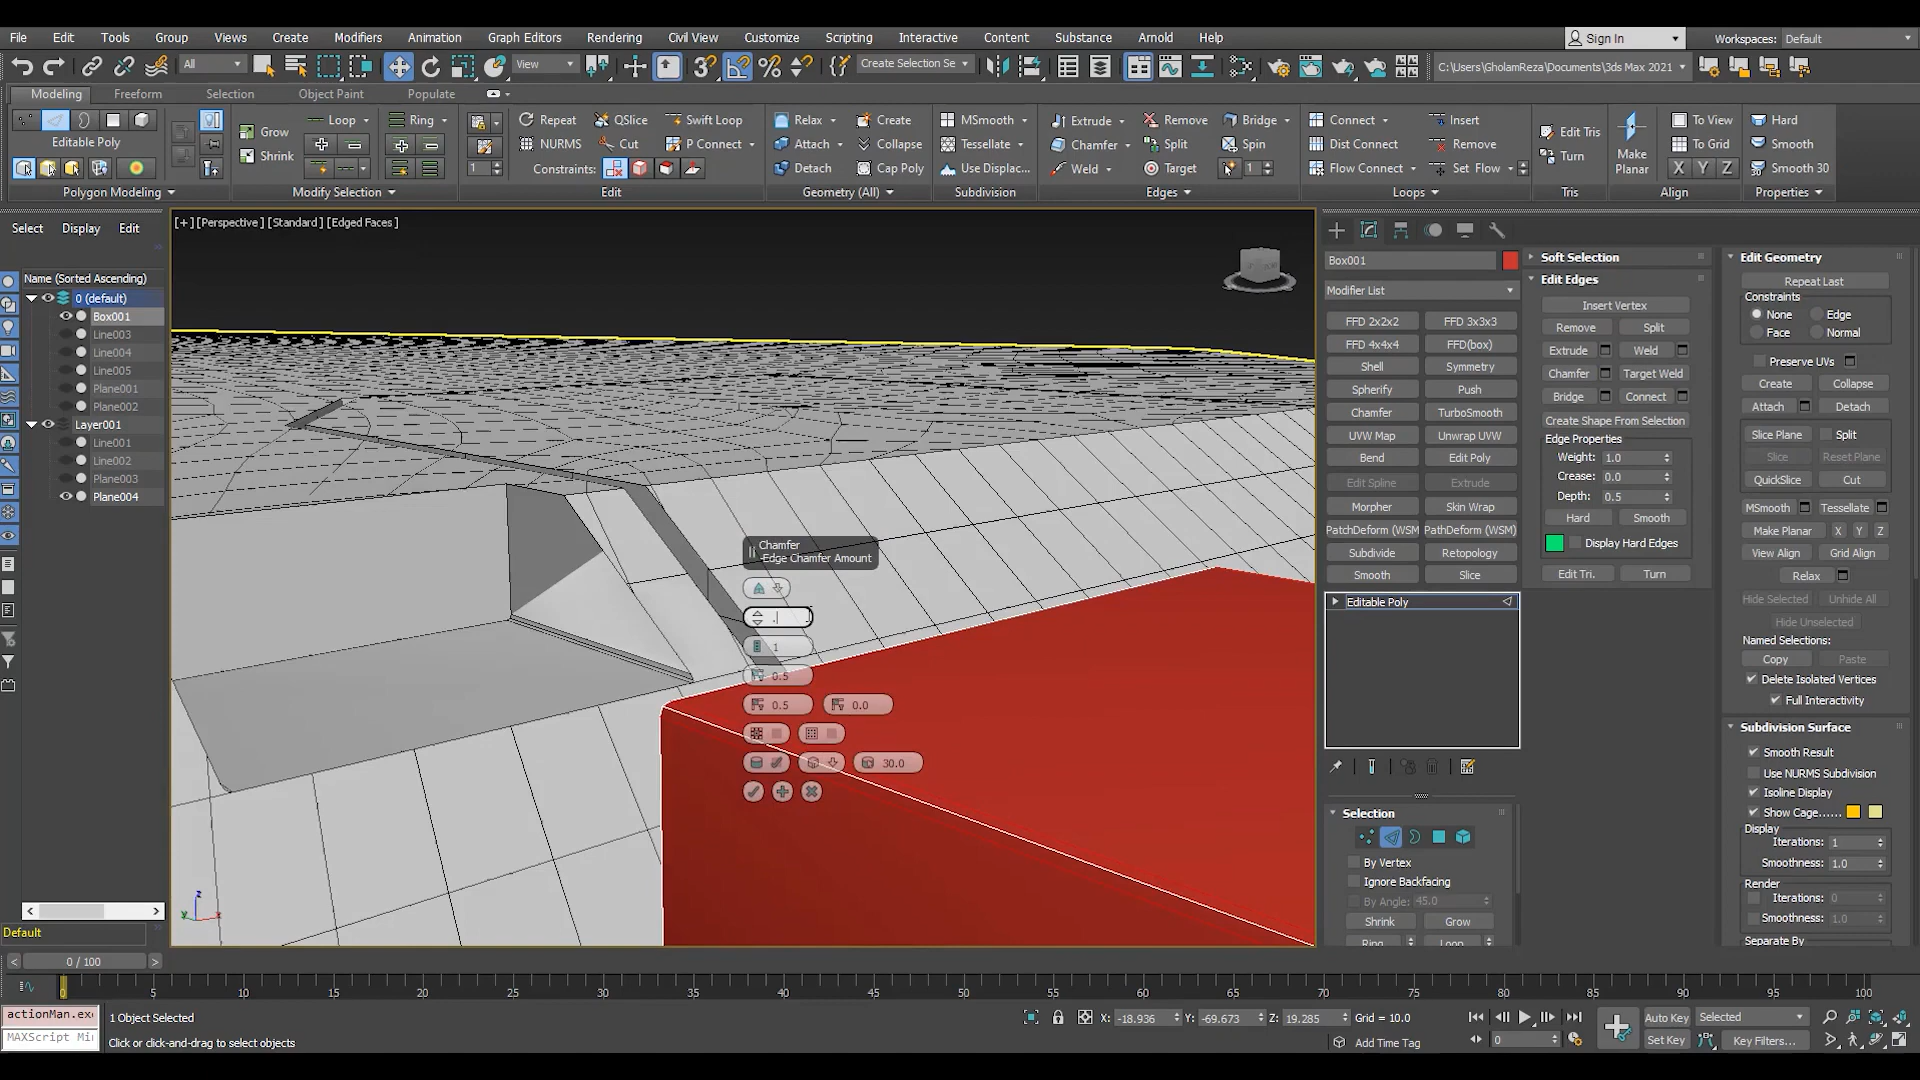 File Edit Tools Group Views Create Modifiers Animation Graph Editors Rendering Civil View Customize Scripting Interactive Content Substance Arnold Help Sign In Workspaces: Default
All View Create Selection Se C:\Users\GholamReza\Documents\3ds Max 2021
Modeling Freeform Selection Object Paint Populate
Loop Ring Repeat QSlice Swift Loop Relax Create MSmooth Extrude Remove Bridge Connect Insert To View Hard
Editable Poly Grow NURMS Cut P Connect Attach Collapse Tessellate Chamfer Split Spin Dist Connect Remove Edit Tris Make Planar To Grid Smooth
Shrink 1 Constraints: Detach Cap Poly Use Displac... Weld Target 1 Flow Connect Set Flow Turn X Y Z Smooth 30
Polygon Modeling Modify Selection Edit Geometry (All) Subdivision Edges Loops Tris Align Properties
Select Display Edit
Name (Sorted Ascending)
0 (default)
Box001
Line003
Line004
Line005
Plane001
Plane002
Layer001
Line001
Line002
Plane003
Plane004
Default
[+] [Perspective] [Standard] [Edged Faces]
Chamfer
-Edge Chamfer Amount
.
1
0.5
0.5 0.0
30.0
Box001
Modifier List
FFD 2x2x2 FFD 3x3x3
FFD 4x4x4 FFD(box)
Shell Symmetry
Spherify Push
Chamfer TurboSmooth
UVW Map Unwrap UVW
Bend Edit Poly
Edit Spline Extrude
Morpher Skin Wrap
PatchDeform (WSM PathDeform (WSM)
Subdivide Retopology
Smooth Slice
Editable Poly
Selection
By Vertex
Ignore Backfacing
By Angle: 45.0
Shrink Grow
Ring Loop
Soft Selection
Edit Edges
Insert Vertex
Remove Split
Extrude Weld
Chamfer Target Weld
Bridge Connect
Create Shape From Selection
Edge Properties
Weight: 1.0
Crease: 0.0
Depth: 0.5
Hard Smooth
Display Hard Edges
Edit Tri. Turn
Edit Geometry
Repeat Last
Constraints
None Edge
Face Normal
Preserve UVs
Create Collapse
Attach Detach
Slice Plane Split
Slice Reset Plane
QuickSlice Cut
MSmooth Tessellate
Make Planar X Y Z
View Align Grid Align
Relax
Hide Selected Unhide All
Hide Unselected
Named Selections:
Copy Paste
Delete Isolated Vertices
Full Interactivity
Subdivision Surface
Smooth Result
Use NURMS Subdivision
Isoline Display
Show Cage......
Display
Iterations: 1
Smoothness: 1.0
Render
Iterations: 0
Smoothness: 1.0
Separate By
x
y
z
< 0 / 100 >
0 5 10 15 20 25 30 35 40 45 50 55 60 65 70 75 80 85 90 95 100
actionMan.exe 1 Object Selected X: -18.936 Y: -69.673 Z: 19.285 Grid = 10.0 Auto Key Selected
MAXScript Mi Click or click-and-drag to select objects Add Time Tag 0 Set Key Key Filters...